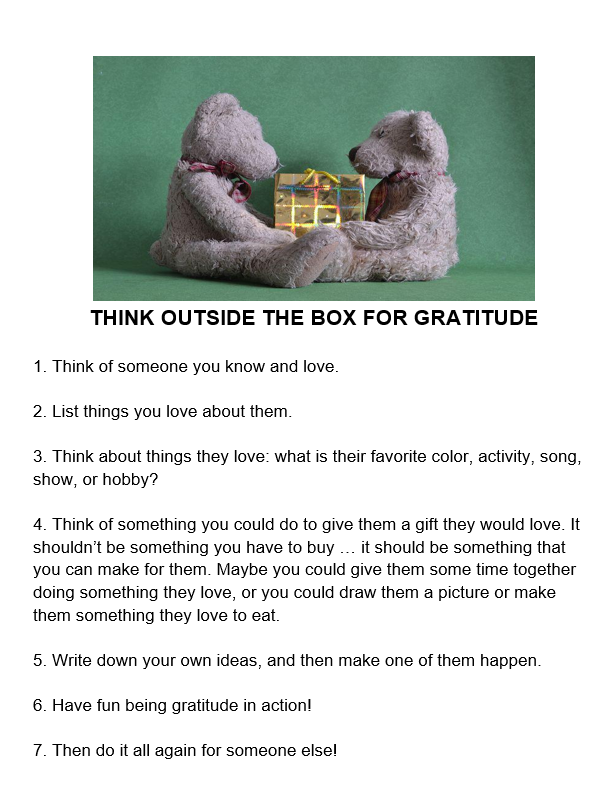 THINK OUTSIDE THE BOX FOR GRATITUDE
1. Think of someone you know and love.
2. List things you love about them.
3. Think about things they love: what is their favorite color, activity, song,
show, or hobby?
4. Think of something you could do to give them a gift they would love. It
shouldn’t be something you have to buy … it should be something that
you can make for them. Maybe you could give them some time together
doing something they love, or you could draw them a picture or make
them something they love to eat.
5. Write down your own ideas, and then make one of them happen.
6. Have fun being gratitude in action!
7. Then do it all again for someone else!